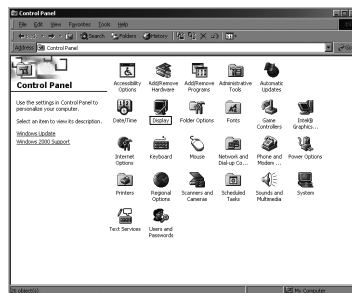 Control Panel
File Edit View Favorites Tools Help
Search Folders History
Address Control Panel
Control Panel
Use the settings in Control Panel to
personalize your computer.
Select an item to view its description.
Windows Update
Windows 2000 Support
Accessibility Options
Add/Remove Hardware
Add/Remove Programs
Administrative Tools
Automatic Updates
Date/Time
Display
Folder Options
Fonts
Game Controllers
Intel® Graphics...
Internet Options
Keyboard
Mouse
Network and Dial-up Co...
Phone and Modem ...
Power Options
Printers
Regional Options
Scanners and Cameras
Scheduled Tasks
Sounds and Multimedia
System
Text Services
Users and Passwords
26 object(s) My Computer